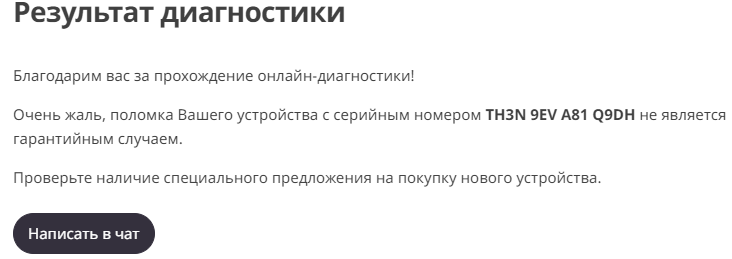 Результат диагностики
Благодарим вас за прохождение онлайн-диагностики!
Очень жаль, поломка Вашего устройства с серийным номером TH3N 9EV A81 Q9DH не является
гарантийным случаем.
Проверьте наличие специального предложения на покупку нового устройства.
Написать в чат